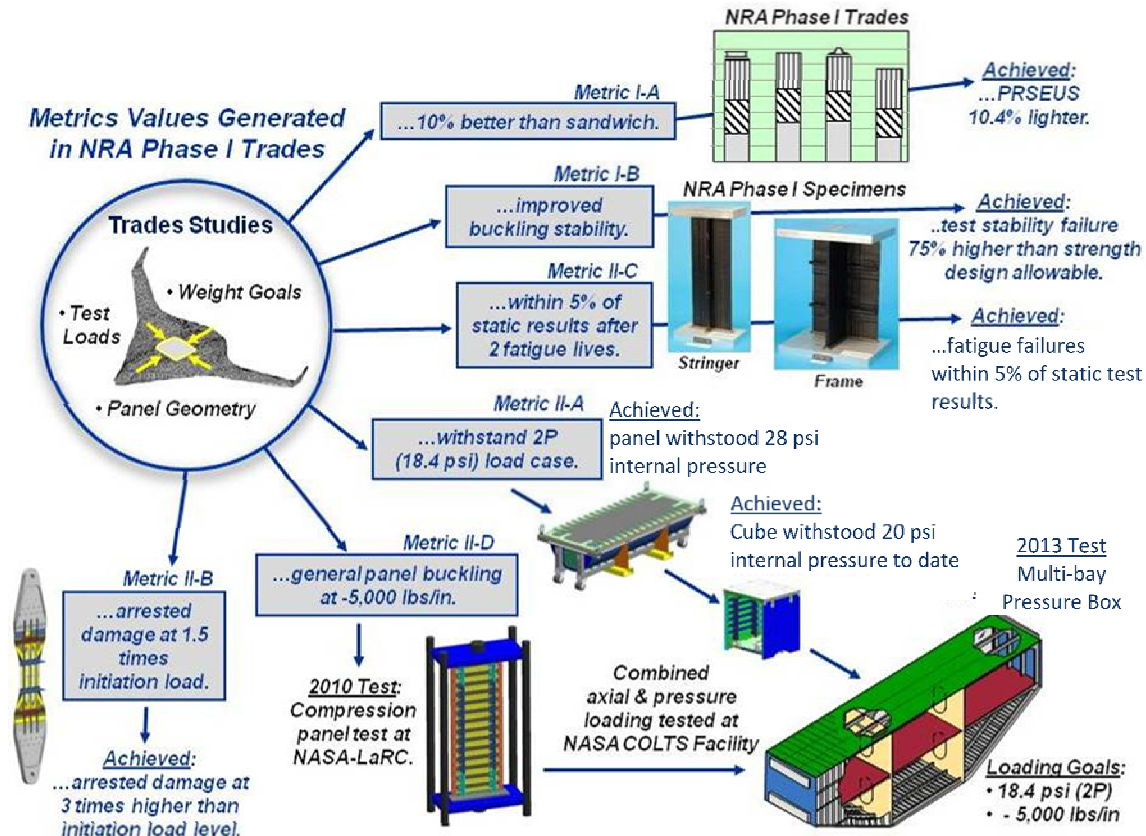 NRA Phase I Trades
Metrics Values Generated
in NRA Phase I Trades
Metric I-A
...10% better than sandwich.
Achieved:
...PRSEUS
10.4% lighter.
Metric I-B
...improved
buckling stability.
NRA Phase I Specimens
Achieved:
..test stability failure
75% higher than strength
design allowable.
Trades Studies
• Weight Goals
• Test
Loads
• Panel Geometry
Metric II-C
...within 5% of
static results after
2 fatigue lives.
Stringer
Frame
Achieved:
...fatigue failures
within 5% of static test
results.
Metric II-A
...withstand 2P
(18.4 psi) load case.
Achieved:
panel withstood 28 psi
internal pressure
Achieved:
Cube withstood 20 psi
internal pressure to date
2013 Test
Multi-bay
Pressure Box
Metric II-D
...general panel buckling
at -5,000 lbs/in.
Metric II-B
...arrested
damage at 1.5
times
initiation load.
2010 Test:
Compression
panel test at
NASA-LaRC.
Combined
axial & pressure
loading tested at
NASA COLTS Facility
Achieved:
...arrested damage at
3 times higher than
initiation load level.
Loading Goals:
• 18.4 psi (2P)
• - 5,000 lbs/in